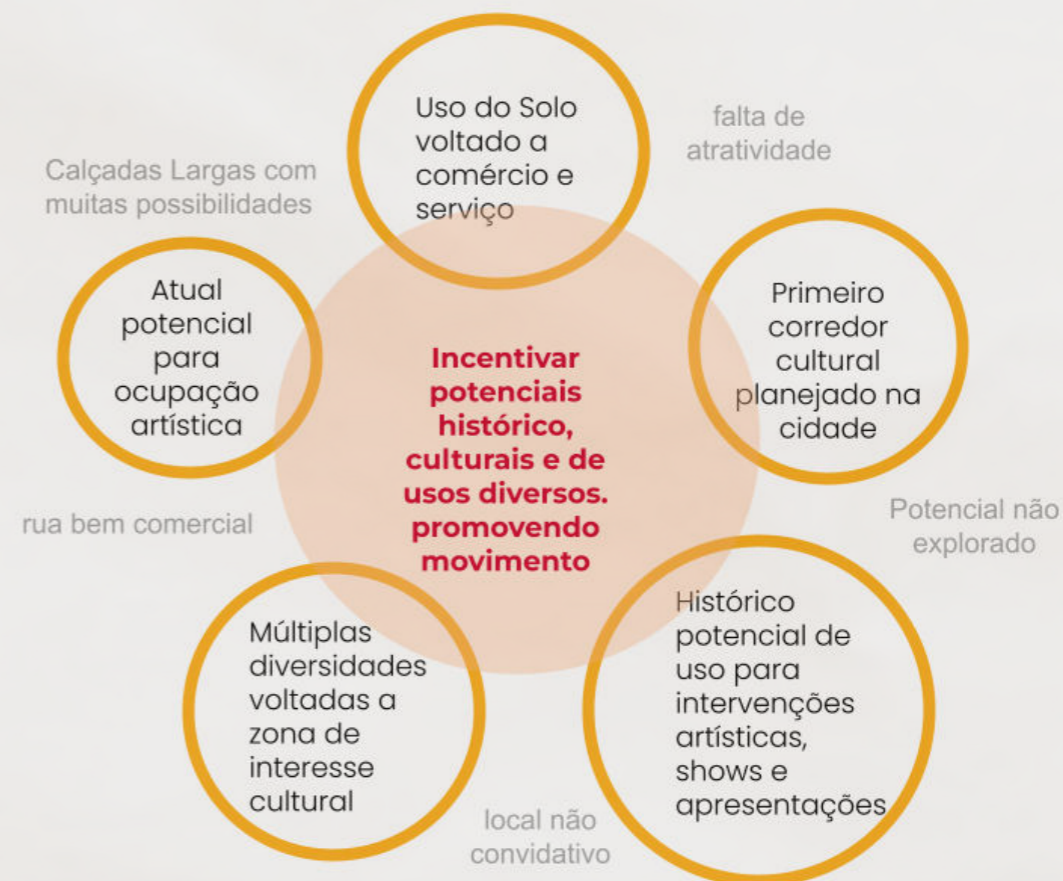 Uso do Solo
voltado a
comércio e
serviço
falta de
atratividade
Calçadas Largas com
muitas possibilidades
Atual
potencial
para
ocupação
artística
Primeiro
corredor
cultural
planejado na
cidade
Incentivar
potenciais
histórico,
culturais e de
usos diversos.
promovendo
movimento
rua bem comercial
Potencial não
explorado
Múltiplas
diversidades
voltadas a
zona de
interesse
cultural
Histórico
potencial de
uso para
intervenções
artísticas,
shows e
apresentações
local não
convidativo